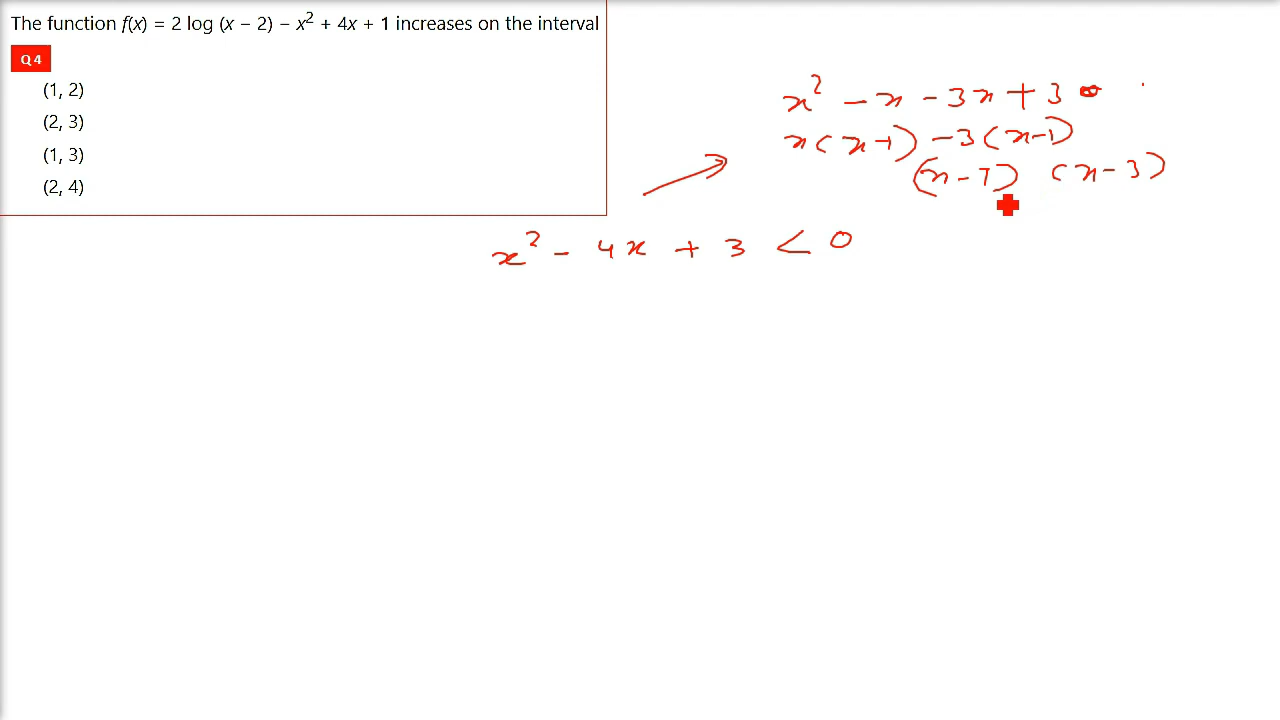 The function f(x) = 2 log (x − 2) − x² + 4x + 1 increases on the interval
Q 4
(1, 2)
(2, 3)
(1, 3)
(2, 4)
x² − x − 3x + 3
x(x−1) −3(x−1)
(x−1) (x−3)
x² − 4x + 3 < 0